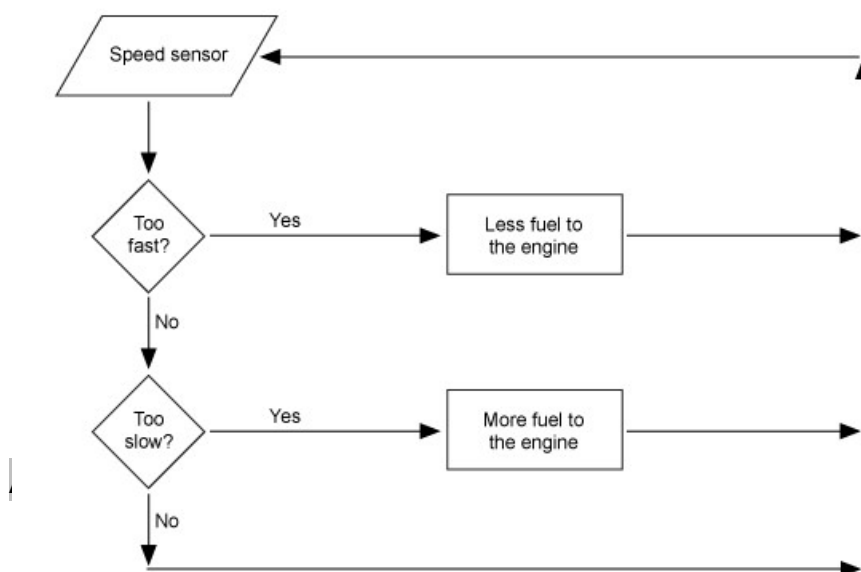 Speed sensor
Too
fast?
Yes
Less fuel to
the engine
No
Too
slow?
Yes
More fuel to
the engine
No